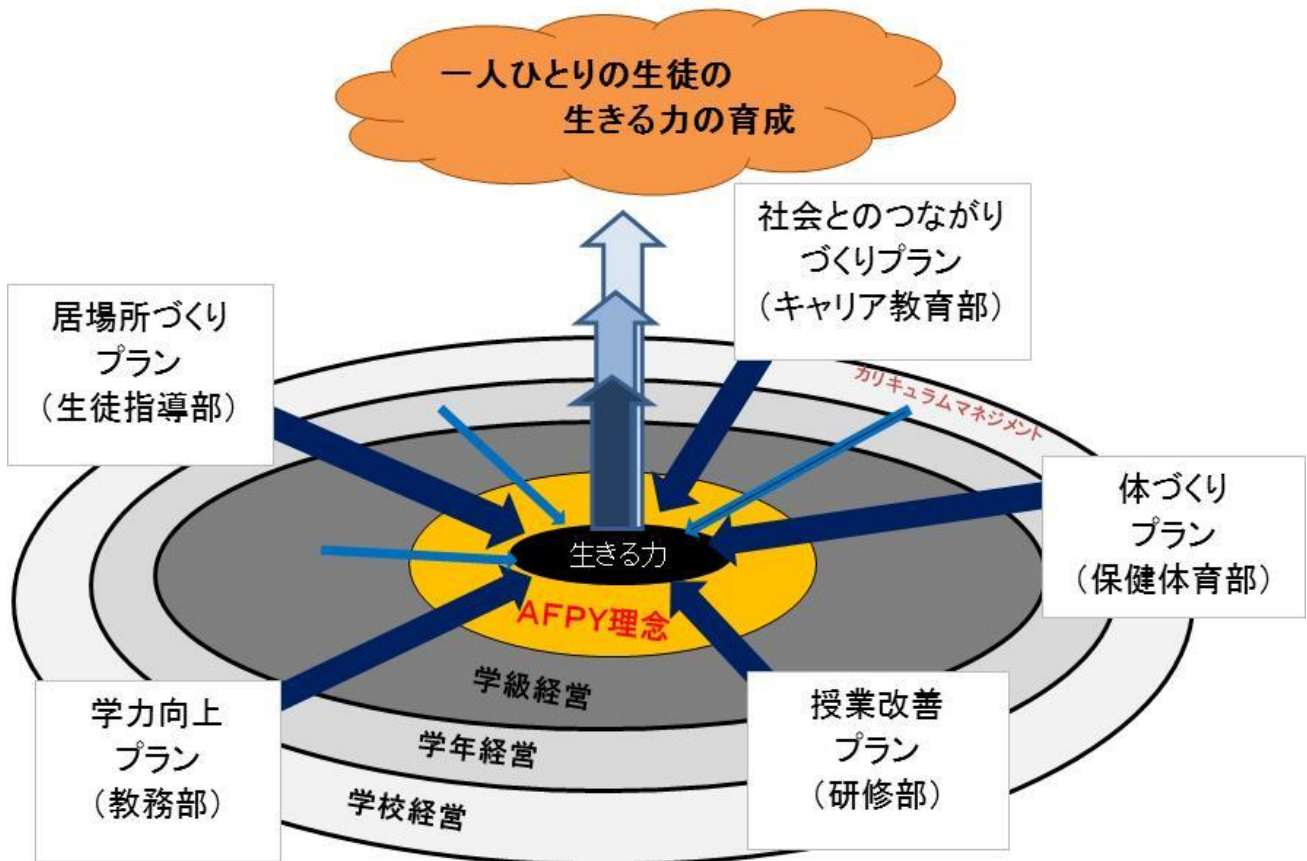 一人ひとりの生徒の
生きる力の育成
社会とのつながり
づくりプラン
（キャリア教育部）
居場所づくり
プラン
（生徒指導部）
カリキュラムマネジメント
体づくり
プラン
（保健体育部）
生きる力
AFPY理念
学級経営
学年経営
学校経営
学力向上
プラン
（教務部）
授業改善
プラン
（研修部）